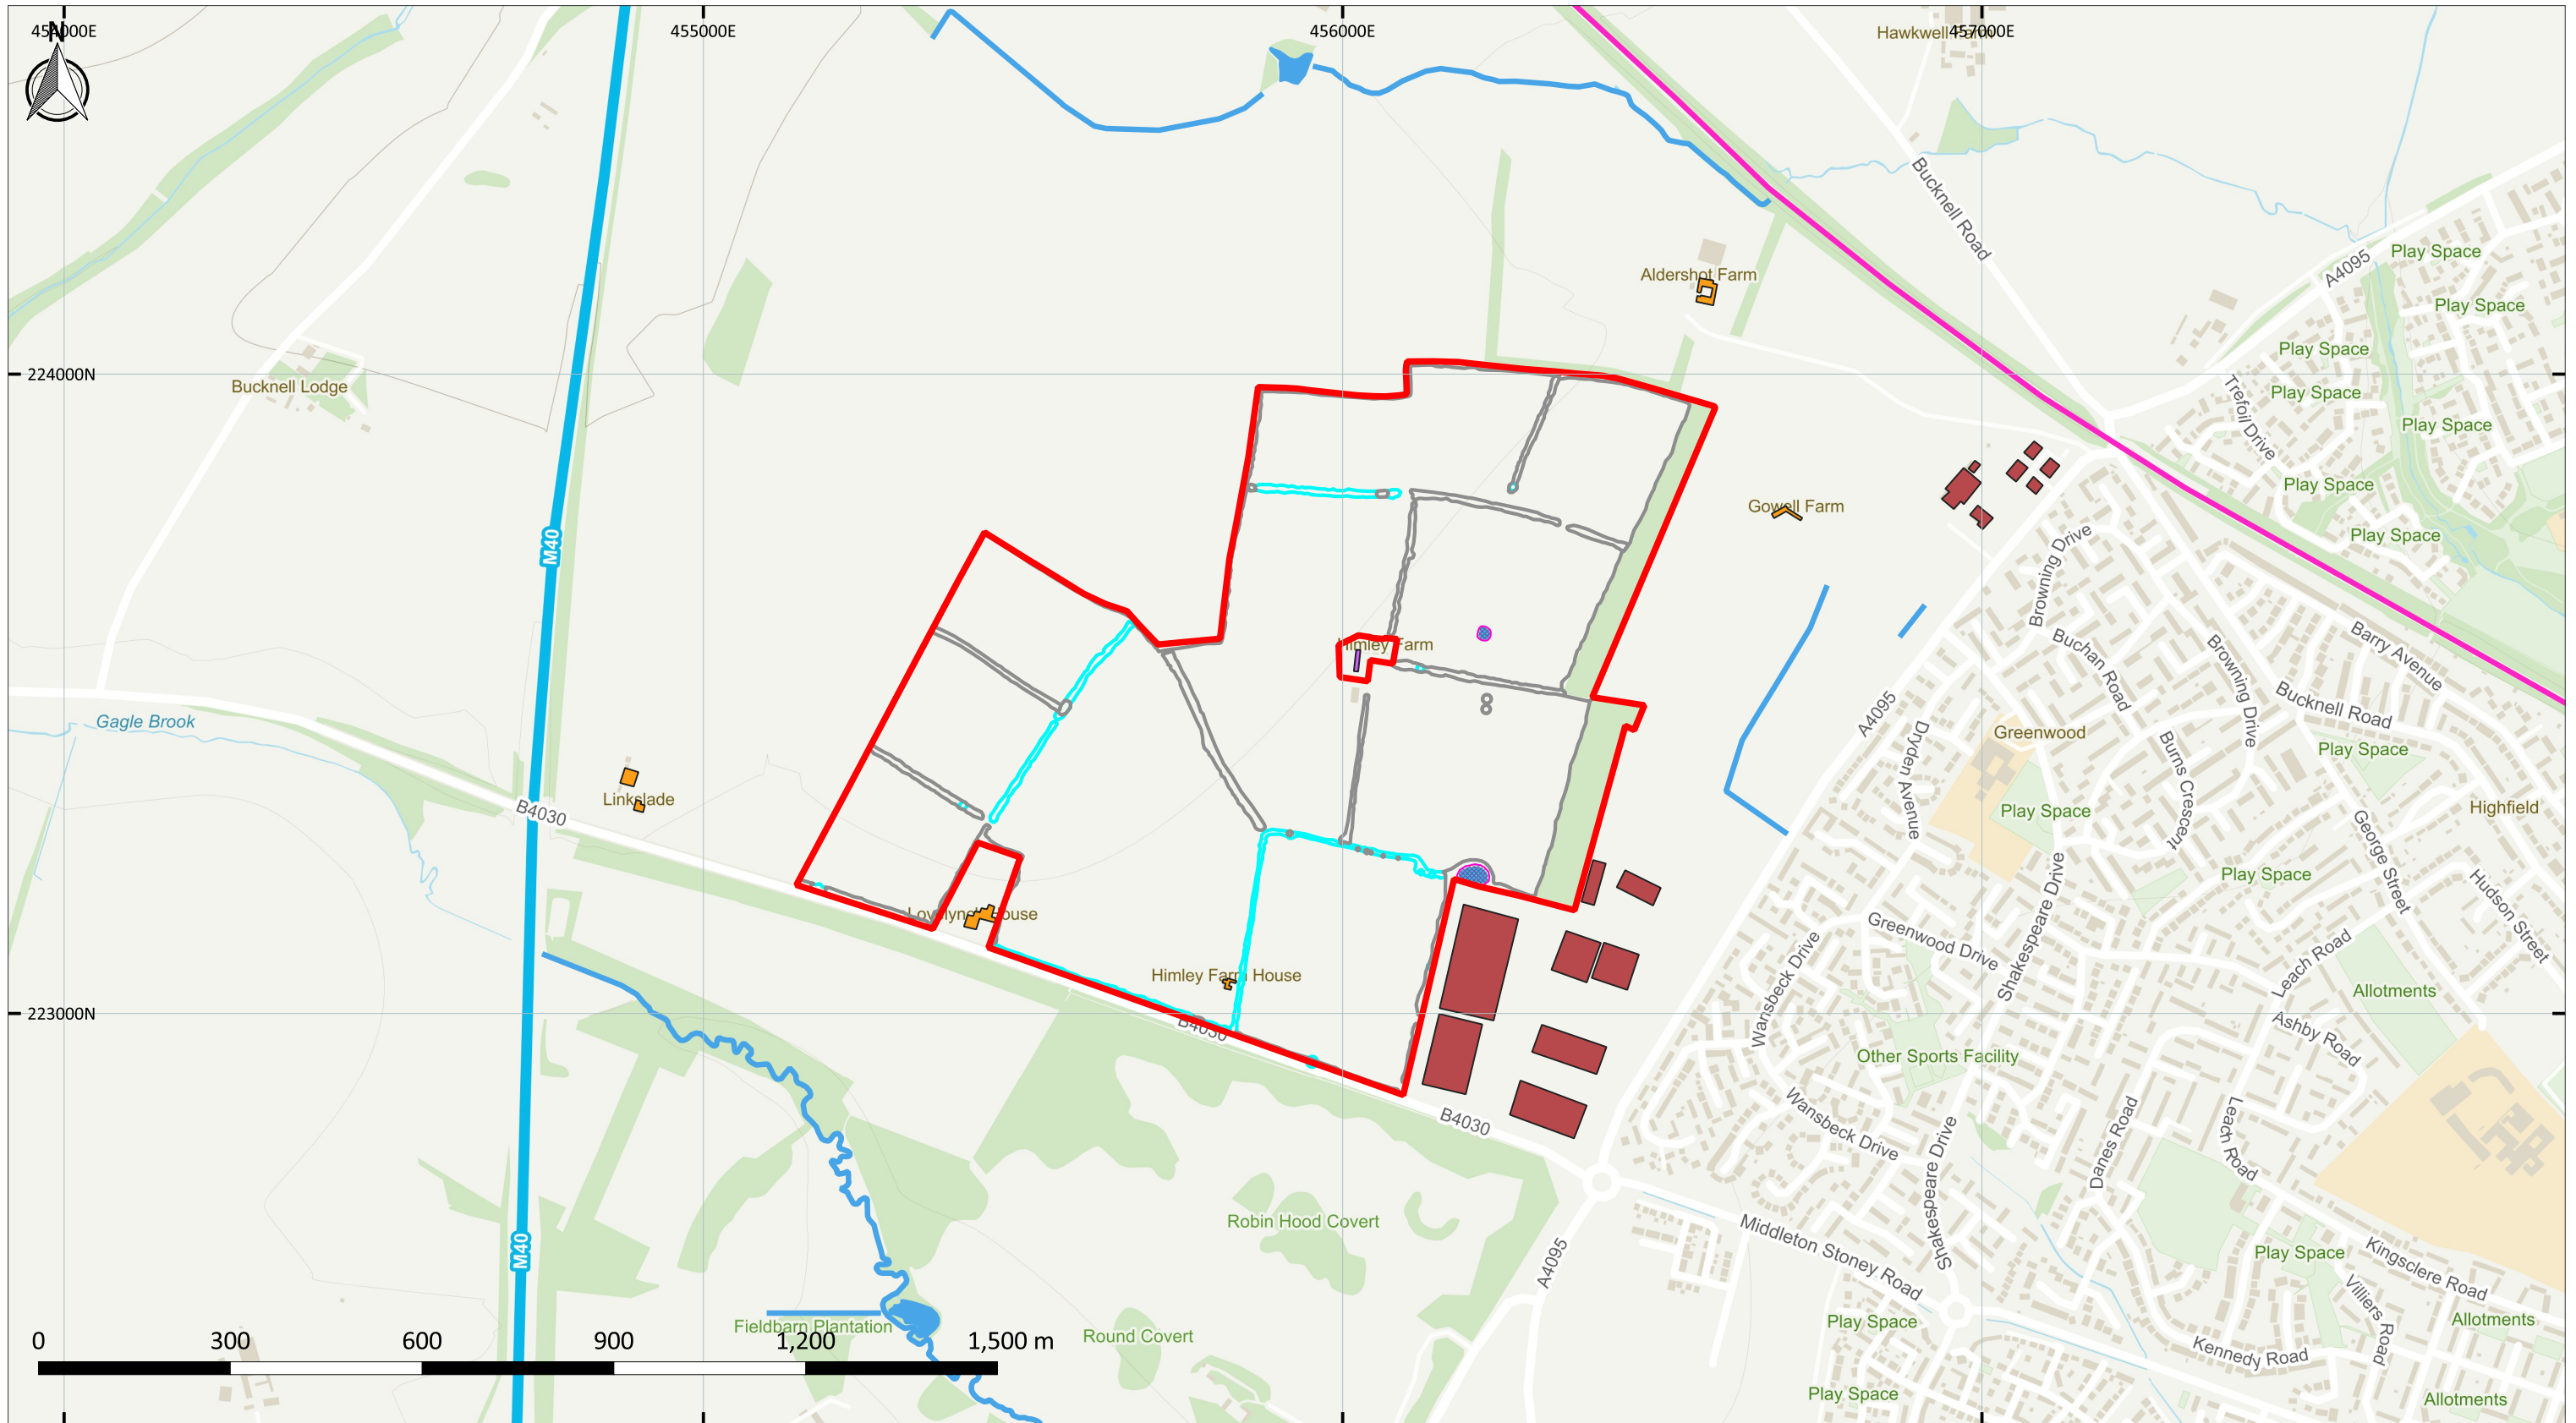 454000E
455000E
456000E
457000E
N
Hawkwell Farm
Bucknell Road
A4095
Play Space
Aldershot Farm
Play Space
Play Space
224000N
Bucknell Lodge
Trefoil Drive
Play Space
Play Space
Play Space
Gowell Farm
Play Space
M40
Browning Drive
Himley Farm
Barry Avenue
Buchan Road
Browning Drive
Bucknell Road
Gagle Brook
A4095
Greenwood
Play Space
Dryden Avenue
Burns Crescent
Linkslade
B4030
Play Space
Highfield
George Street
Play Space
Hudson Street
Lovelynch House
Greenwood Drive
Shakespeare Drive
Leach Road
Himley Farm House
Wansbeck Drive
Allotments
223000N
B4030
Ashby Road
Other Sports Facility
B4030
Wansbeck Drive
Danes Road
Leach Road
Shakespeare Drive
M40
Robin Hood Covert
Middleton Stoney Road
A4095
Play Space
Kingsclere Road
Villiers Road
Fieldbarn Plantation
Round Covert
Play Space
Allotments
Kennedy Road
0 300 600 900 1,200 1,500 m
Play Space
Allotments